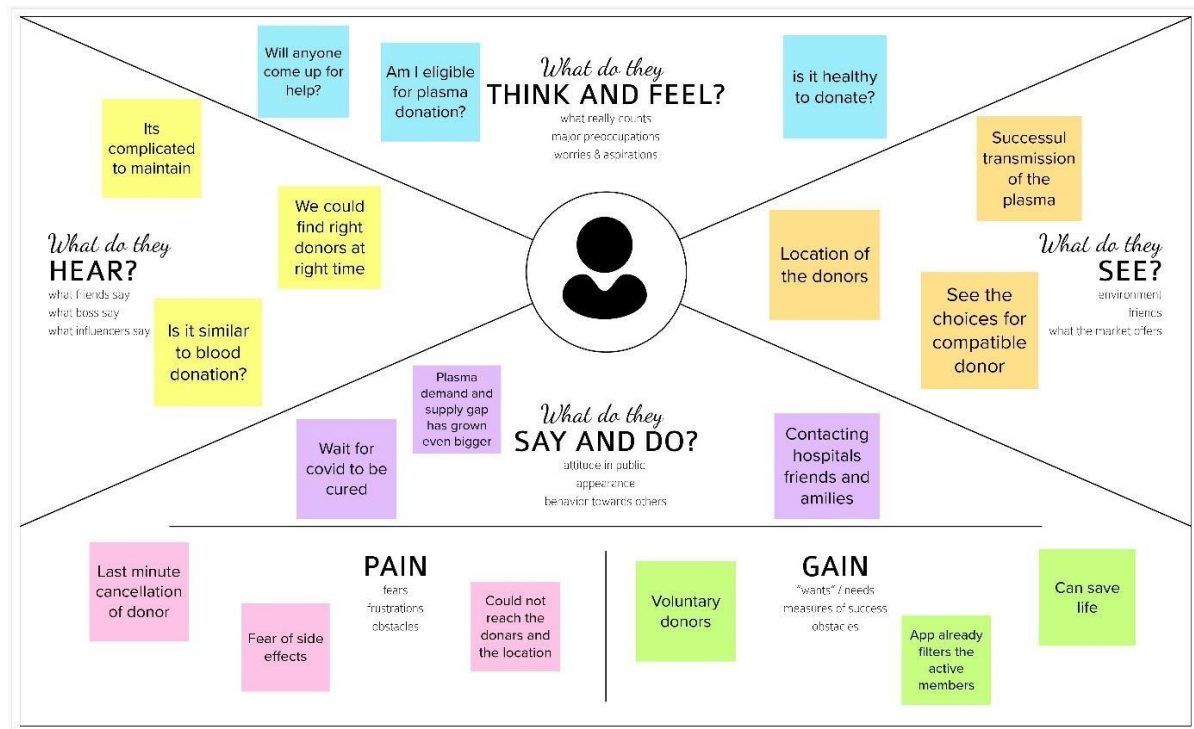 Will anyone
come up for
help?
Am I eligible
for plasma
donation?
What do they
THINK AND FEEL?
what really counts
major preoccupations
worries & aspirations
is it healthy
to donate?
Its
complicated
to maintain
We could
find right
donors at
right time
What do they
HEAR?
what friends say
what boss say
what influencers say
Is it similar
to blood
donation?
Successul
transmission
of the
plasma
Location of
the donors
What do they
SEE?
environment
friends
what the market offers
See the
choices for
compatible
donor
Plasma
demand and
supply gap
has grown
even bigger
Wait for
covid to be
cured
What do they
SAY AND DO?
attitude in public
appearance
behavior towards others
Contacting
hospitals
friends and
amilies
PAIN
fears
frustrations
obstacles
Last minute
cancellation
of donor
Fear of side
effects
Could not
reach the
donars and
the location
GAIN
"wants" / needs
measures of success
obstacles
Voluntary
donors
App already
filters the
active
members
Can save
life